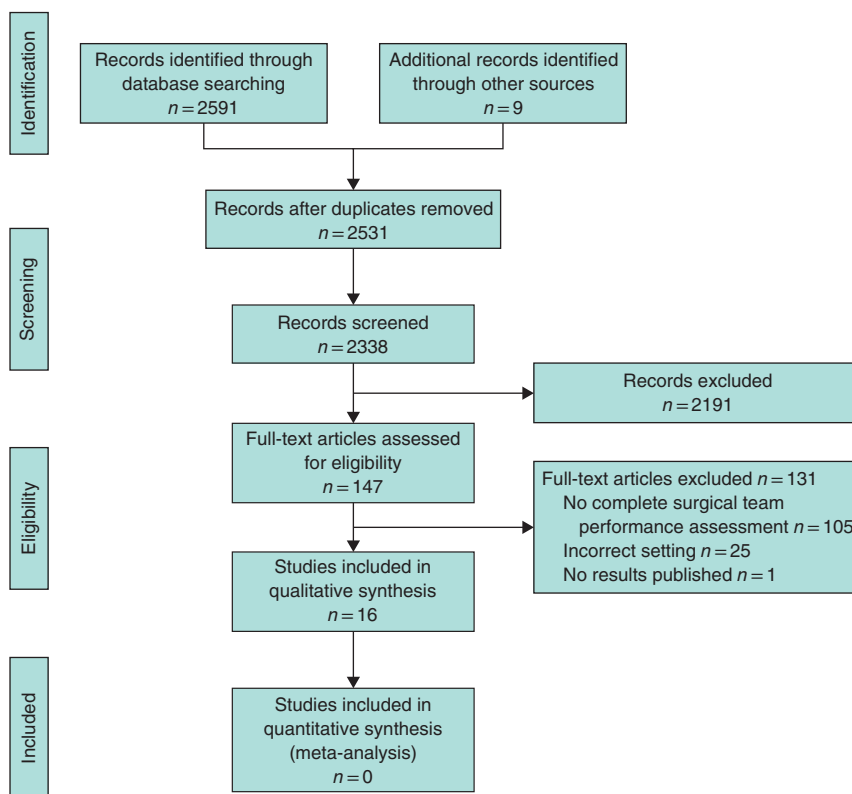 Identification
Records identified through
database searching
n = 2591
Additional records identified
through other sources
n = 9
Records after duplicates removed
n = 2531
Screening
Records screened
n = 2338
Records excluded
n = 2191
Eligibility
Full-text articles assessed
for eligibility
n = 147
Full-text articles excluded n = 131
No complete surgical team
performance assessment n = 105
Incorrect setting n = 25
No results published n = 1
Studies included in
qualitative synthesis
n = 16
Included
Studies included in
quantitative synthesis
(meta-analysis)
n = 0